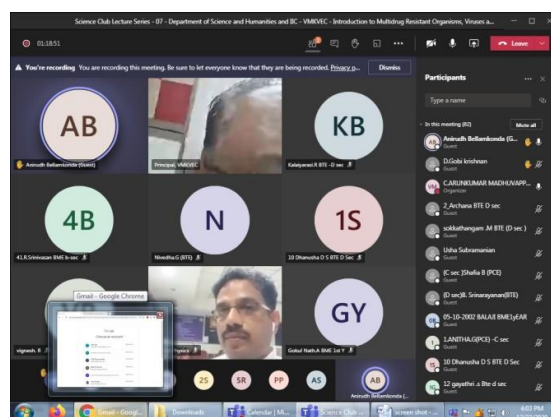 Science Club Lecture Series - 07 - Department of Science and Humanities and BC - VMKVEC - Introduction to Multidrug Resistant Organisms, Viruses a...
01:18:51
Leave
You're recording You are recording this meeting. Be sure to let everyone know that they are being recorded. Privacy p...
Dismiss
Participants
Type a name
In this meeting (82)
Mute all
AB
Anirudh Bellamkonda (Guest)
Principal, VMKVEC
KB
Kalaiyarasi.R BTE -D sec
4B
41.R.Srinivasan BME b-sec
N
Nivedha G (BTE)
1S
10 Dhanusha D S BTE D Sec
Gmail - Google Chrome
vignesh.
GY
Gokul Nath.A BME 1st Y
2S
SR
PP
AS
AB
Anirudh Bellamkonda (...
Anirudh Bellamkonda (G...
Guest
D.Gobi krishnan
Guest
C.ARUNKUMAR MADHUVAPP...
Organizer
2_Archana BTE D sec
Guest
sokkathangam .M BTE (D sec )
Guest
Usha Subramanian
Guest
(C sec )Shafia B (PCE)
Guest
(D sec)B. Srinarayanan(BTE)
Guest
05-10-2002 BALAJI BME1yEAR
Guest
1.ANITHA.G(PCE) -C sec
Guest
10 Dhanusha D S BTE D Sec
Guest
12 gayathri .s Bte d sec
Gmail - Googl...
Downloads
Calendar | M...
Science Club ...
screen shot - ...
4:03 PM